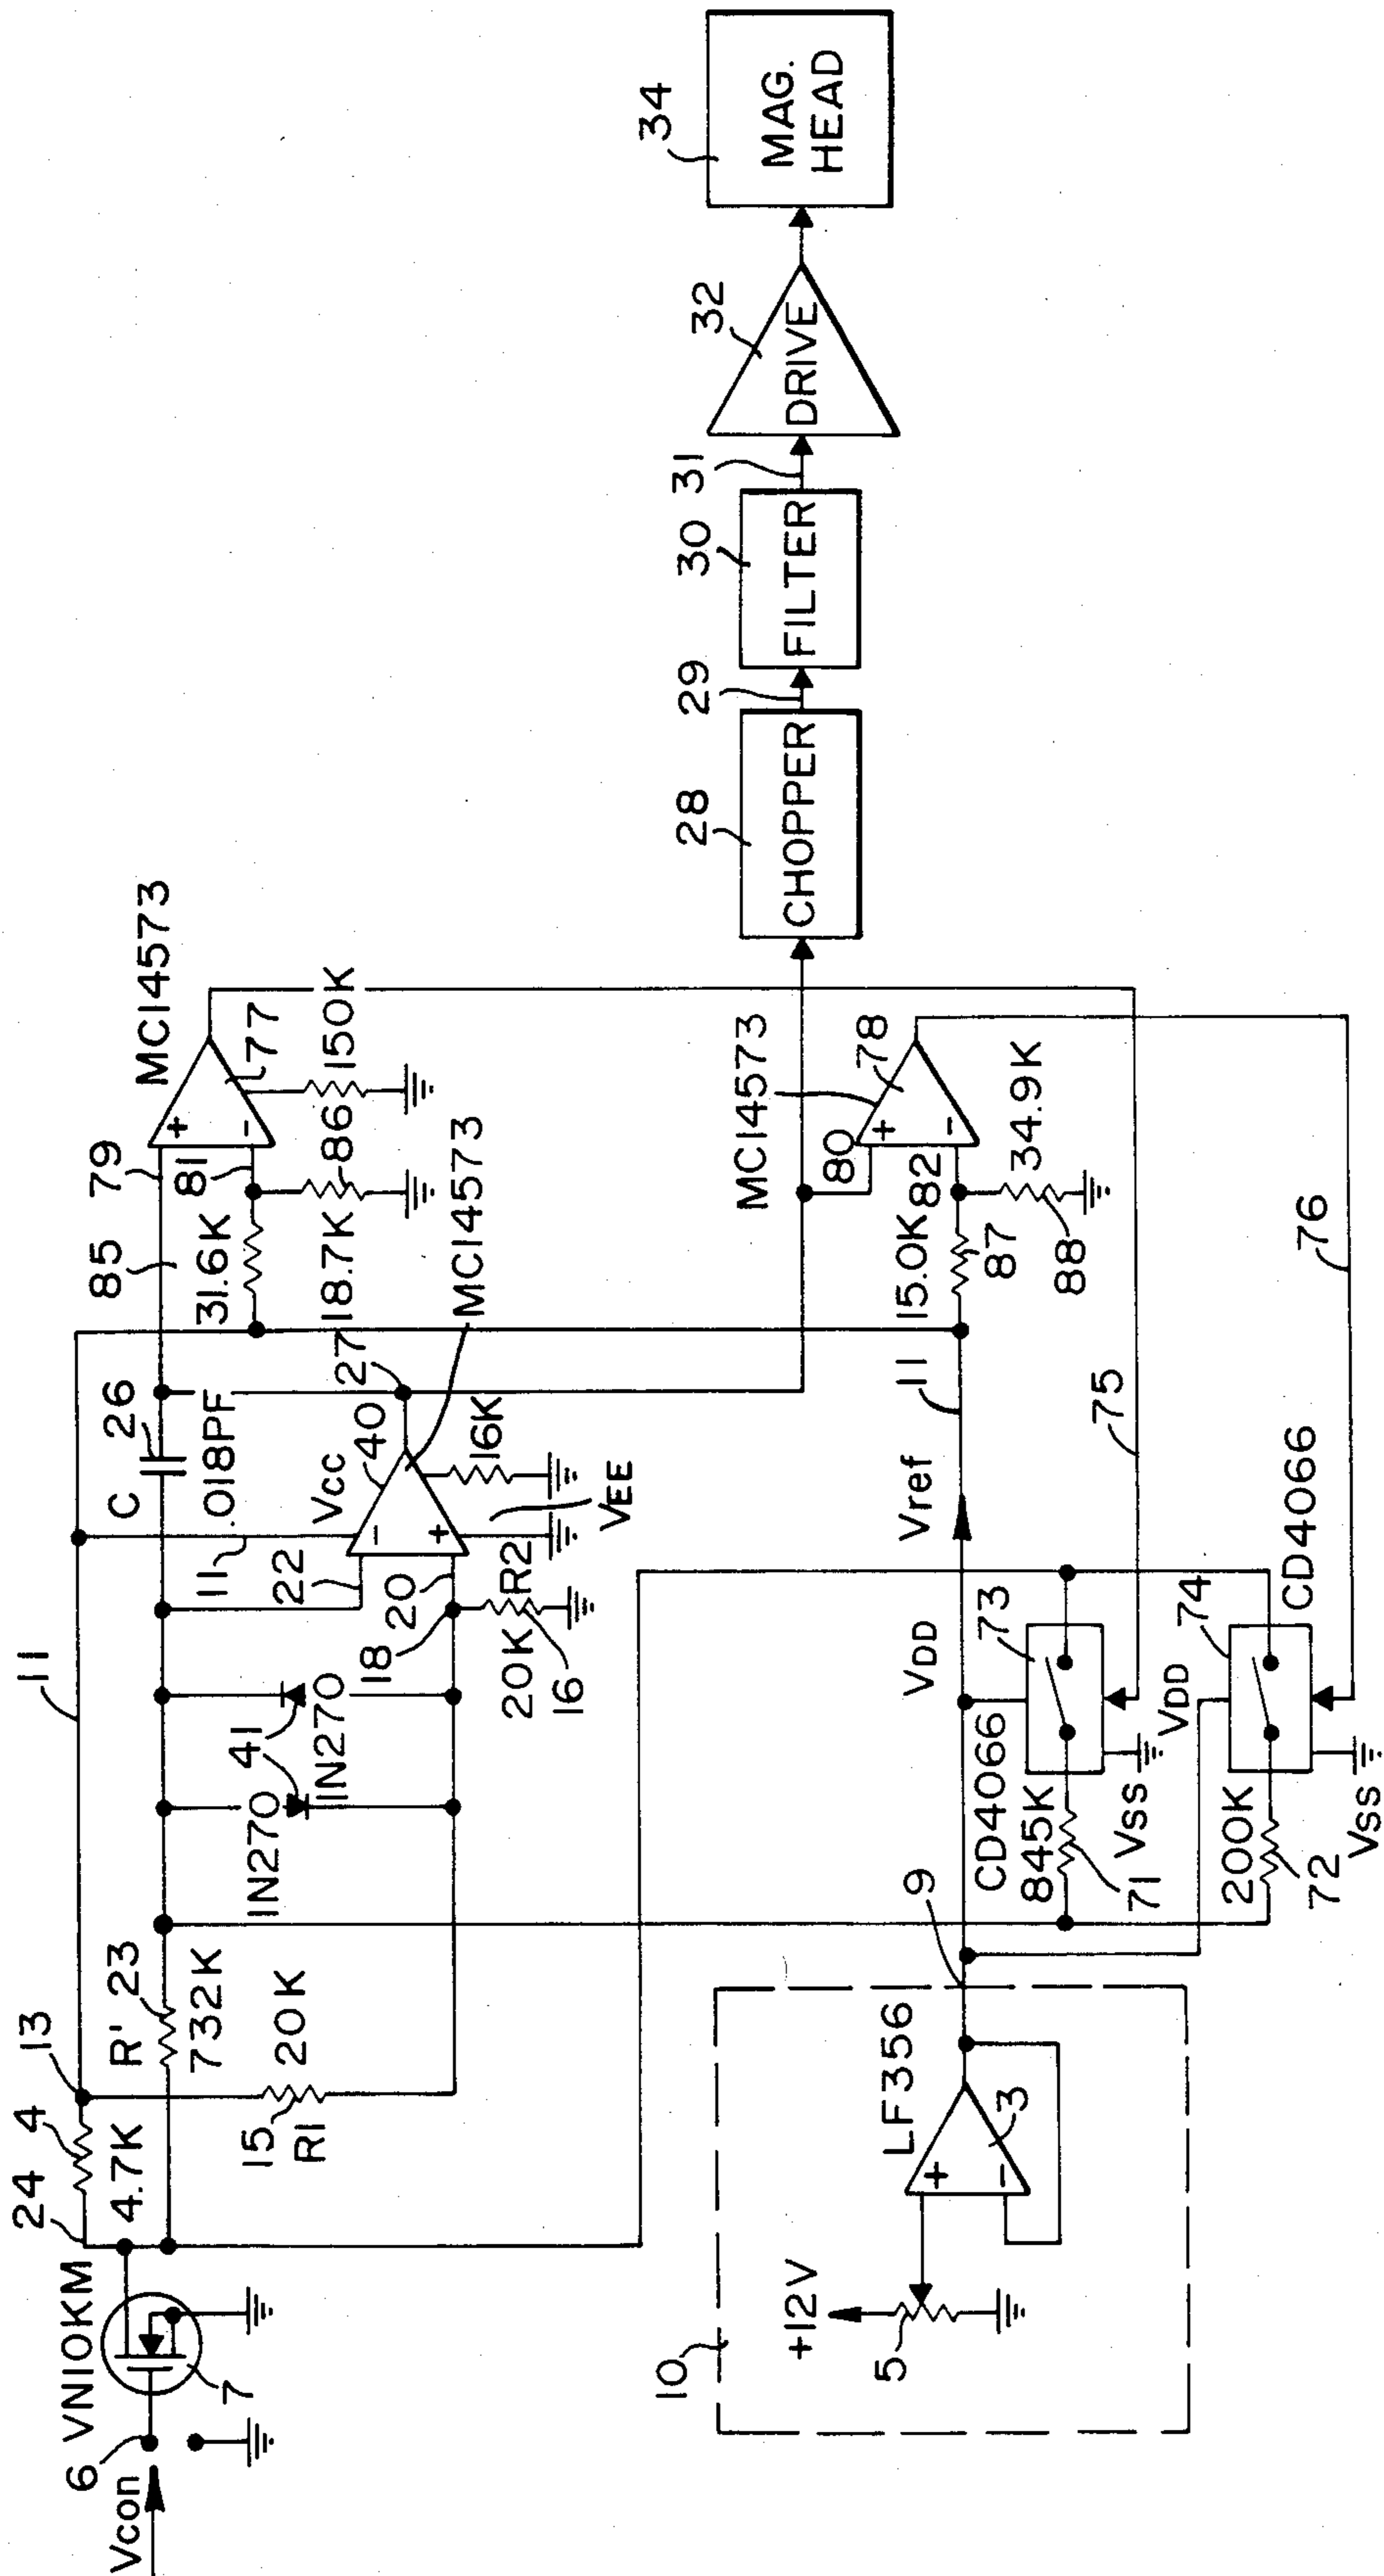 Vcon
6
VN10KM
7
24
4
4.7K
13
11
R' 23
732K
15
R1
20K
1N270
41
1N270
C
26
.018PF
11
22
Vcc
40
27
18
20
20K
R2
16
16K
VEE
MC14573
85
79
81
31.6K
18.7K
86
77
150K
MC14573
MC14573
80
78
82
15.0K
87
88
34.9K
10
+12V
5
LF356
3
9
VDD
Vref
11
CD4066
845K
71
73
Vss
75
200K
72
74
VDD
CD4066
Vss
76
28
CHOPPER
29
30
FILTER
31
32
DRIVE
34
MAG.
HEAD